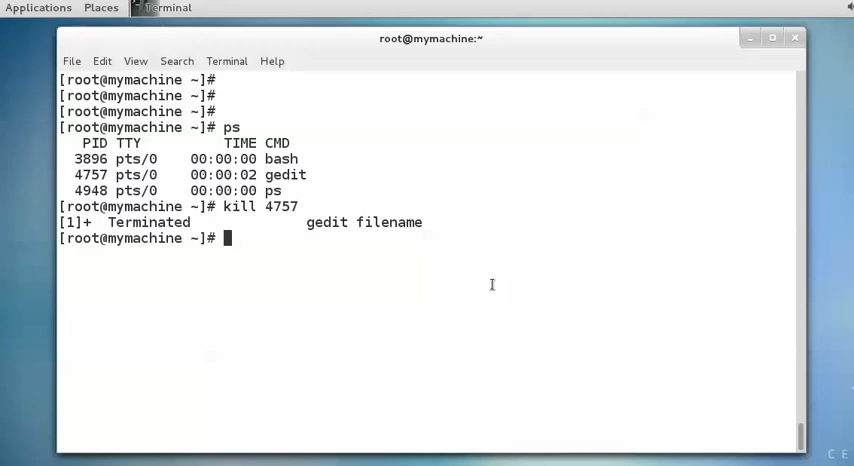 Applications Places Terminal
root@mymachine:~
File Edit View Search Terminal Help
[root@mymachine ~]#
[root@mymachine ~]#
[root@mymachine ~]#
[root@mymachine ~]# ps
PID TTY TIME CMD
3896 pts/0 00:00:00 bash
4757 pts/0 00:00:02 gedit
4948 pts/0 00:00:00 ps
[root@mymachine ~]# kill 4757
[1]+ Terminated gedit filename
[root@mymachine ~]#
C E